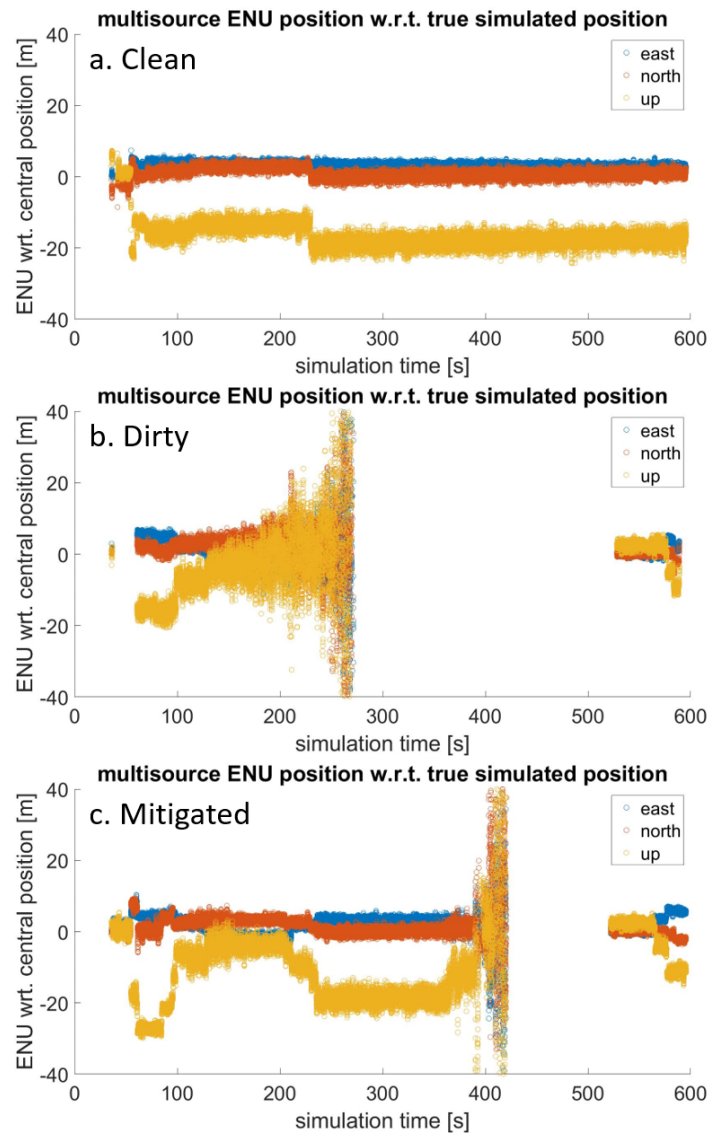 multisource ENU position w.r.t. true simulated position
a. Clean
east
north
up
ENU wrt. central position [m]
40
20
0
-20
-40
0
100
200
300
400
500
600
simulation time [s]
multisource ENU position w.r.t. true simulated position
b. Dirty
east
north
up
ENU wrt. central position [m]
40
20
0
-20
-40
0
100
200
300
400
500
600
simulation time [s]
multisource ENU position w.r.t. true simulated position
c. Mitigated
east
north
up
ENU wrt. central position [m]
40
20
0
-20
-40
0
100
200
300
400
500
600
simulation time [s]